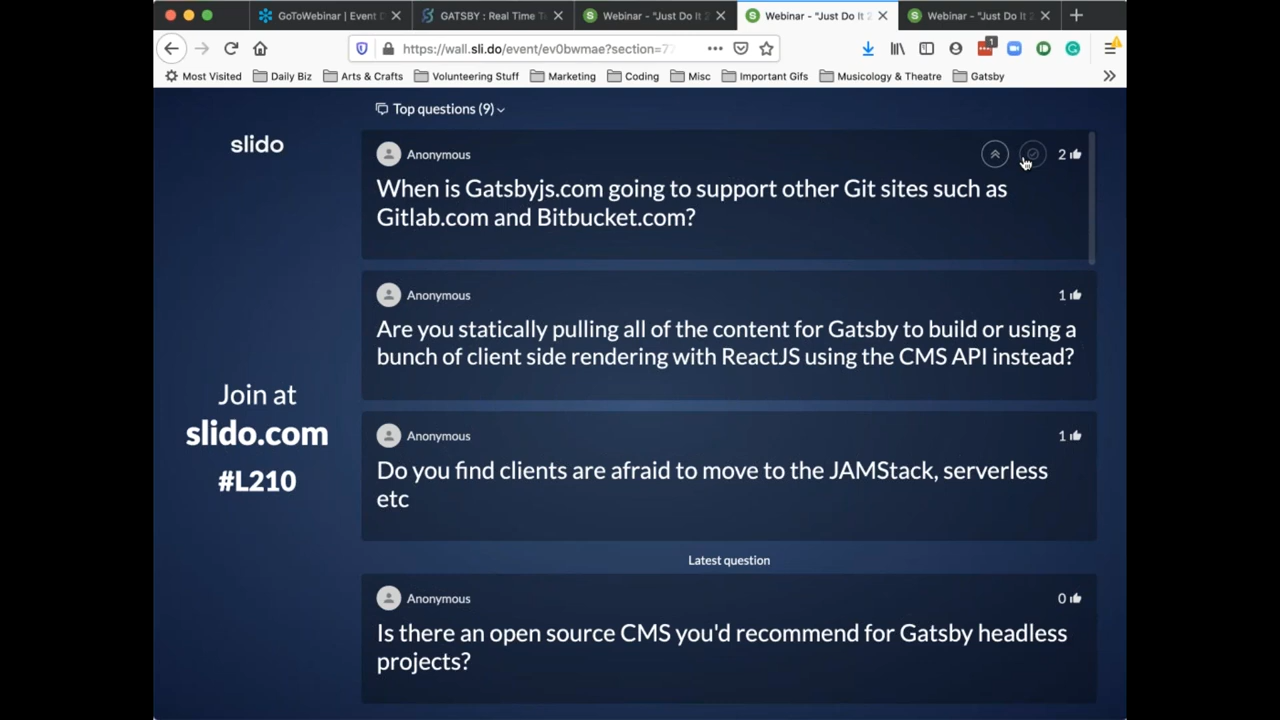 GoToWebinar | Event D
GATSBY : Real Time T
Webinar - "Just Do It 2
Webinar - "Just Do It 2
Webinar - "Just Do It 2
https://wall.sli.do/event/ev0bwmae?section=77
1
Most Visited
Daily Biz
Arts & Crafts
Volunteering Stuff
Marketing
Coding
Misc
Important Gifs
Musicology & Theatre
Gatsby
Top questions (9)
slido
Anonymous
2
When is Gatsbyjs.com going to support other Git sites such as
Gitlab.com and Bitbucket.com?
Anonymous
1
Are you statically pulling all of the content for Gatsby to build or using a
bunch of client side rendering with ReactJS using the CMS API instead?
Join at
slido.com
#L210
Anonymous
1
Do you find clients are afraid to move to the JAMStack, serverless
etc
Latest question
Anonymous
0
Is there an open source CMS you'd recommend for Gatsby headless
projects?